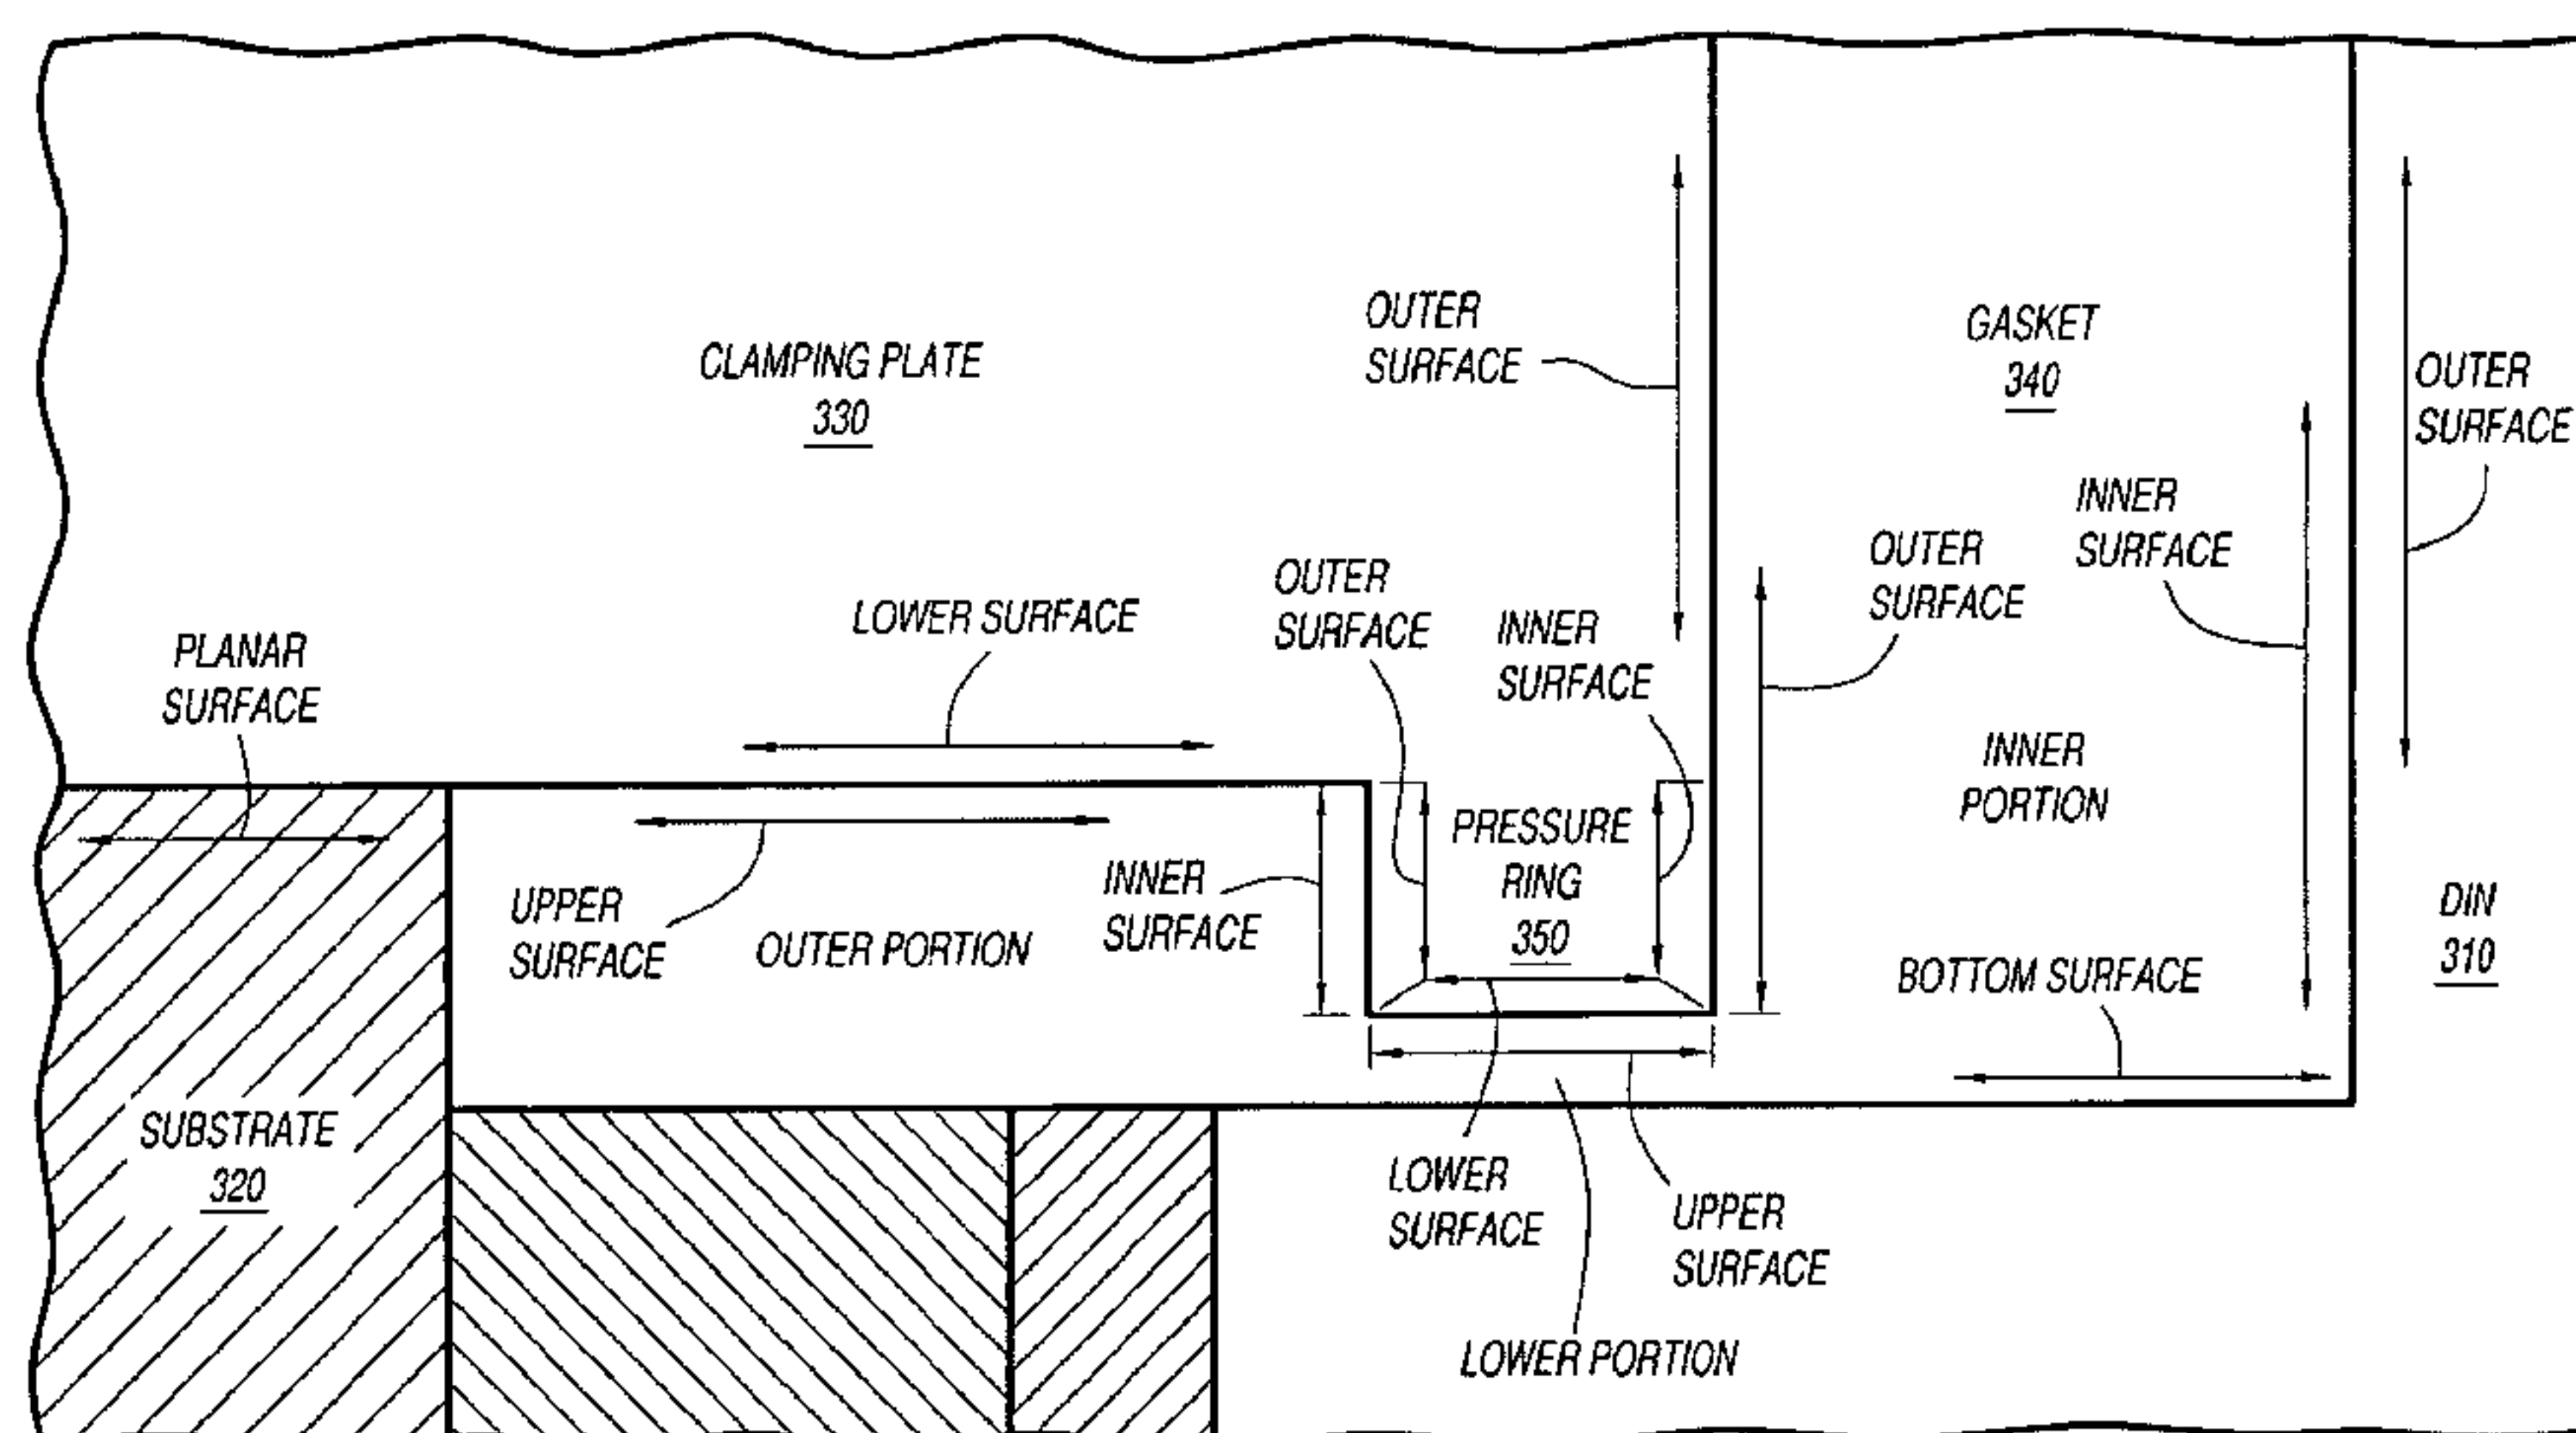 CLAMPING PLATE
330
OUTER
SURFACE
GASKET
340
OUTER
SURFACE
INNER
SURFACE
OUTER
SURFACE
OUTER
SURFACE
INNER
SURFACE
LOWER SURFACE
PLANAR
SURFACE
INNER
PORTION
PRESSURE
RING
350
INNER
SURFACE
UPPER
SURFACE
OUTER PORTION
DIN
310
BOTTOM SURFACE
SUBSTRATE
320
LOWER
SURFACE
UPPER
SURFACE
LOWER PORTION